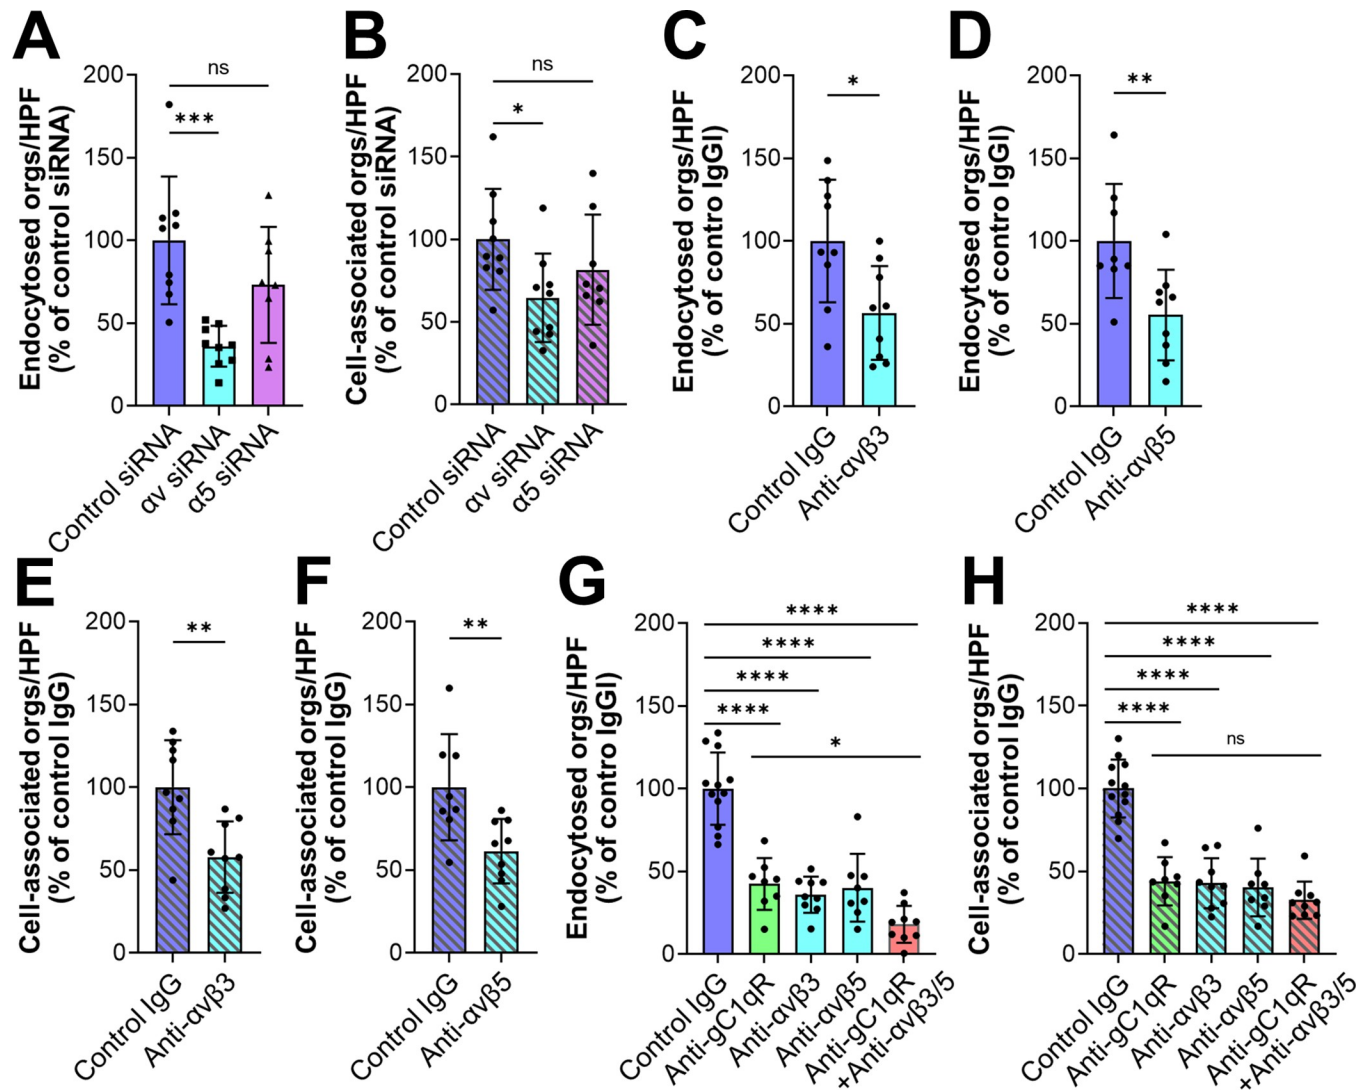 A
Endocytosed orgs/HPF
(% of control siRNA)
200
150
100
50
0
ns
***
Control siRNA
αv siRNA
α5 siRNA
B
Cell-associated orgs/HPF
(% of control siRNA)
200
150
100
50
0
ns
*
Control siRNA
αv siRNA
α5 siRNA
C
Endocytosed orgs/HPF
(% of contro IgGl)
200
150
100
50
0
*
Control IgG
Anti-αvβ3
D
Endocytosed orgs/HPF
(% of contro IgGl)
200
150
100
50
0
**
Control IgG
Anti-αvβ5
E
Cell-associated orgs/HPF
(% of control IgG)
200
150
100
50
0
**
Control IgG
Anti-αvβ3
F
Cell-associated orgs/HPF
(% of control IgG)
200
150
100
50
0
**
Control IgG
Anti-αvβ5
G
Endocytosed orgs/HPF
(% of contro IgGl)
200
150
100
50
0
****
****
****
****
*
Control IgG
Anti-gC1qR
Anti-αvβ3
Anti-αvβ5
Anti-gC1qR
+Anti-αvβ3/5
H
Cell-associated orgs/HPF
(% of control IgG)
200
150
100
50
0
****
****
****
****
ns
Control IgG
Anti-gC1qR
Anti-αvβ3
Anti-αvβ5
Anti-gC1qR
+Anti-αvβ3/5